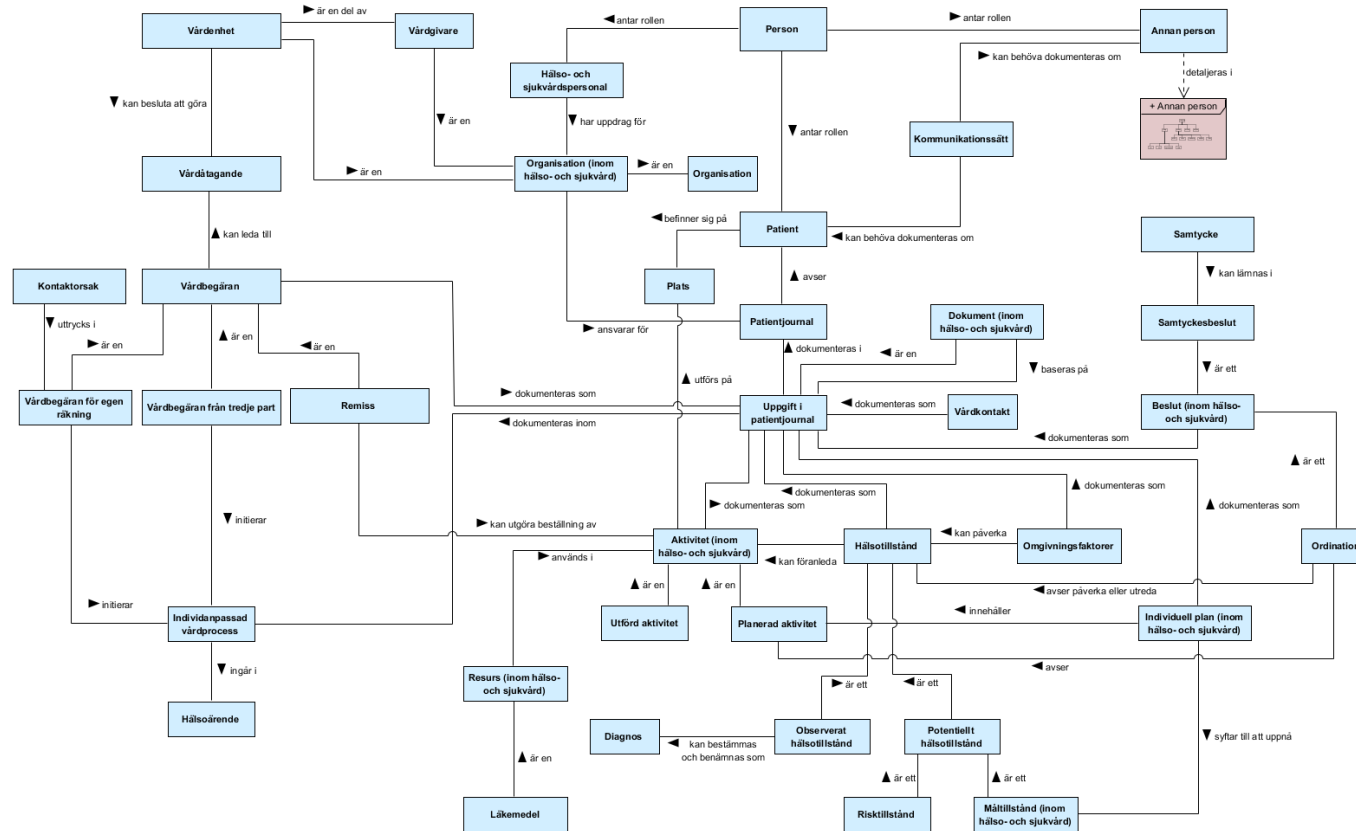 är en del av
antar rollen
antar rollen
Vårdenhet
Vårdgivare
Person
Annan person
kan behöva dokumenteras om
Hälso- och
sjukvårdspersonal
detaljeras i
kan besluta att göra
är en
har uppdrag för
antar rollen
+ Annan person
Kommunikationssätt
Vårdåtagande
är en
Organisation (inom
hälso- och sjukvård)
är en
Organisation
befinner sig på
Patient
kan behöva dokumenteras om
Samtycke
kan leda till
kan lämnas i
Kontaktorsak
Vårdbegäran
Plats
avser
uttrycks i
ansvarar för
Patientjournal
Dokument (inom
hälso- och sjukvård)
Samtyckesbeslut
är en
är en
är en
dokumenteras i
är en
är ett
utförs på
baseras på
Vårdbegäran för egen
räkning
Vårdbegäran från tredje part
Remiss
dokumenteras som
Uppgift i
patientjournal
dokumenteras som
Vårdkontakt
Beslut (inom hälso-
och sjukvård)
dokumenteras inom
dokumenteras som
är ett
dokumenteras som
dokumenteras som
dokumenteras som
dokumenteras som
initierar
kan utgöra beställning av
Aktivitet (inom
hälso- och sjukvård)
Hälsotillstånd
kan påverka
Omgivningsfaktorer
Ordination
används i
kan föranleda
är en
är en
avser påverka eller utreda
initierar
Individanpassad
vårdprocess
Utförd aktivitet
Planerad aktivitet
innehåller
Individuell plan (inom
hälso- och sjukvård)
ingår i
avser
Resurs (inom hälso-
och sjukvård)
är ett
är ett
Hälsoärende
Diagnos
kan bestämmas
och benämnas som
Observerat
hälsotillstånd
Potentiellt
hälsotillstånd
syftar till att uppnå
är en
är ett
är ett
Läkemedel
Risktillstånd
Måltillstånd (inom
hälso- och sjukvård)